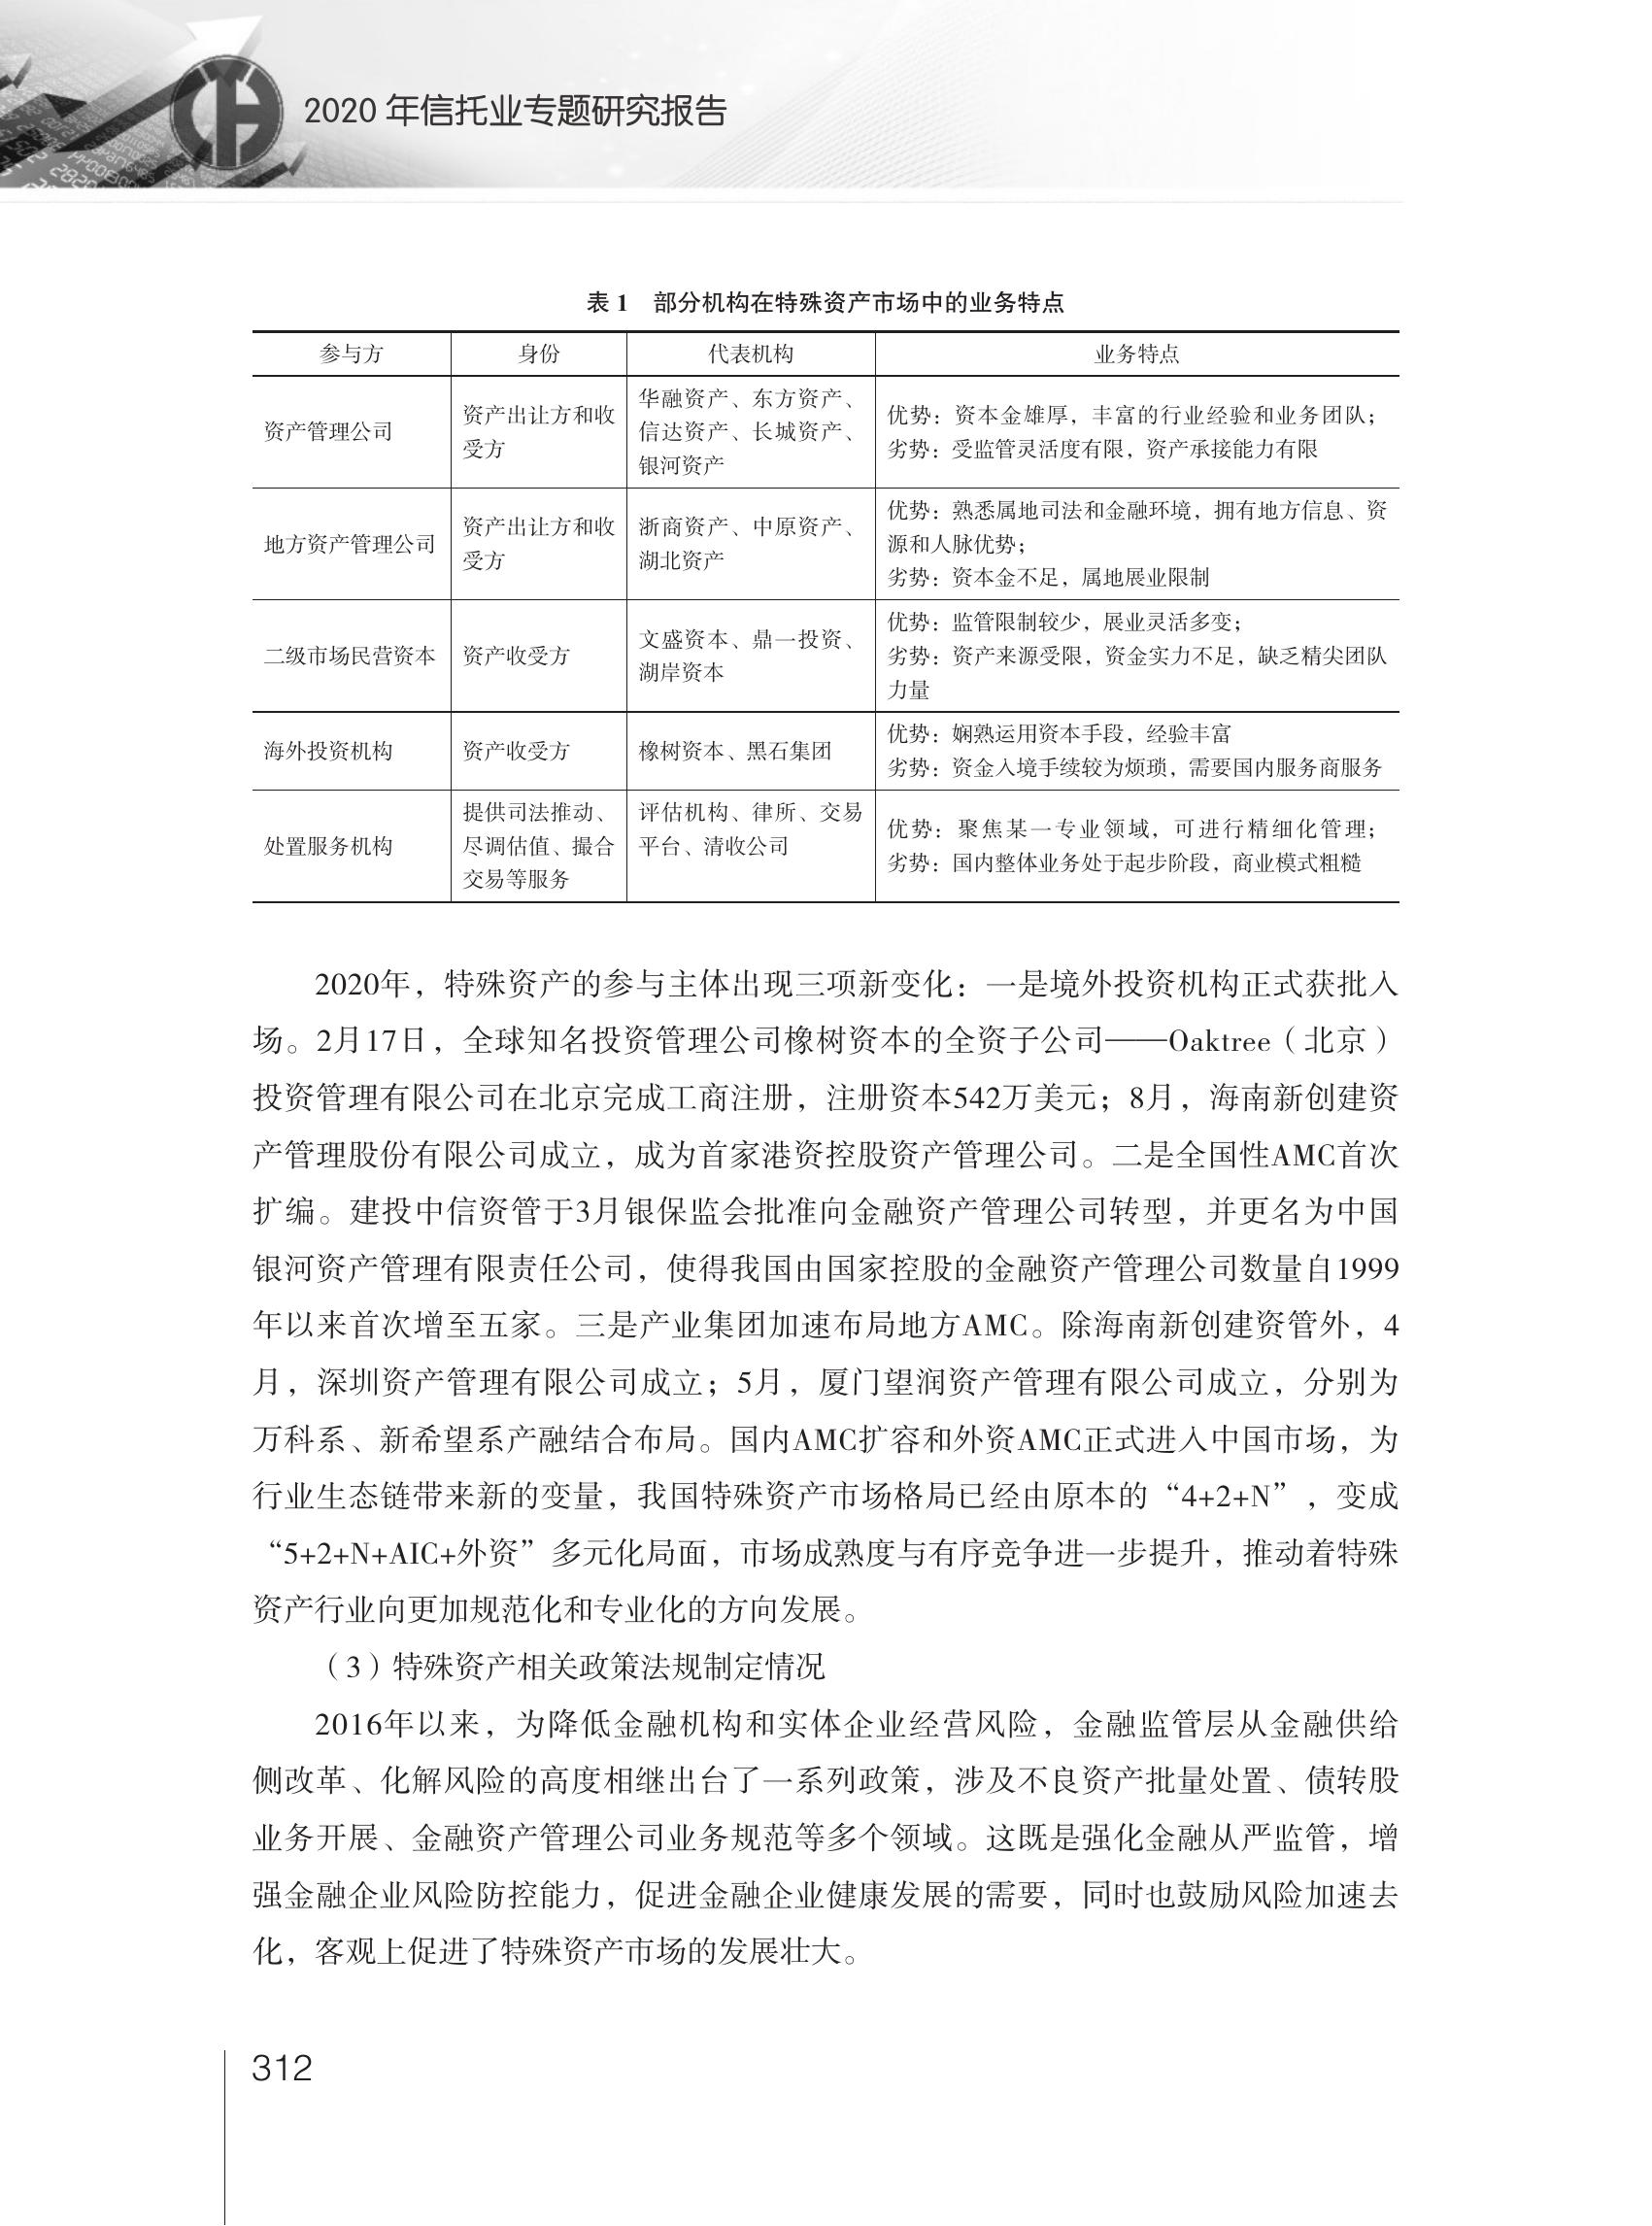 2020 年信托业专题研究报告
表 1 部分机构在特殊资产市场中的业务特点
参与方 身份 代表机构 业务特点
资产管理公司
资产出让方和收
受方
华融资产、东方资产、
信达资产、长城资产、
银河资产
优势：资本金雄厚，丰富的行业经验和业务团队；
劣势：受监管灵活度有限，资产承接能力有限
地方资产管理公司
资产出让方和收
受方
浙商资产、中原资产、
湖北资产
优势：熟悉属地司法和金融环境，拥有地方信息、资
源和人脉优势；
劣势：资本金不足，属地展业限制
二级市场民营资本
资产收受方
文盛资本、鼎一投资、
湖岸资本
优势：监管限制较少，展业灵活多变；
劣势：资产来源受限，资金实力不足，缺乏精尖团队
力量
海外投资机构
资产收受方
橡树资本、黑石集团
优势：娴熟运用资本手段，经验丰富
劣势：资金入境手续较为烦琐，需要国内服务商服务
处置服务机构
提供司法推动、
尽调估值、撮合
交易等服务
评估机构、律所、交易
平台、清收公司
优势：聚焦某一专业领域，可进行精细化管理；
劣势：国内整体业务处于起步阶段，商业模式粗糙
2020年，特殊资产的参与主体出现三项新变化：一是境外投资机构正式获批入
场。2月17日，全球知名投资管理公司橡树资本的全资子公司——Oaktree（北京）
投资管理有限公司在北京完成工商注册，注册资本542万美元；8月，海南新创建资
产管理股份有限公司成立，成为首家港资控股资产管理公司。二是全国性AMC首次
扩编。建投中信资管于3月银保监会批准向金融资产管理公司转型，并更名为中国
银河资产管理有限责任公司，使得我国由国家控股的金融资产管理公司数量自1999
年以来首次增至五家。三是产业集团加速布局地方AMC。除海南新创建资管外，4
月，深圳资产管理有限公司成立；5月，厦门望润资产管理有限公司成立，分别为
万科系、新希望系产融结合布局。国内AMC扩容和外资AMC正式进入中国市场，为
行业生态链带来新的变量，我国特殊资产市场格局已经由原本的“4+2+N”，变成
“5+2+N+AIC+外资”多元化局面，市场成熟度与有序竞争进一步提升，推动着特殊
资产行业向更加规范化和专业化的方向发展。
（3）特殊资产相关政策法规制定情况
2016年以来，为降低金融机构和实体企业经营风险，金融监管层从金融供给
侧改革、化解风险的高度相继出台了一系列政策，涉及不良资产批量处置、债转股
业务开展、金融资产管理公司业务规范等多个领域。这既是强化金融从严监管，增
强金融企业风险防控能力，促进金融企业健康发展的需要，同时也鼓励风险加速去
化，客观上促进了特殊资产市场的发展壮大。
312